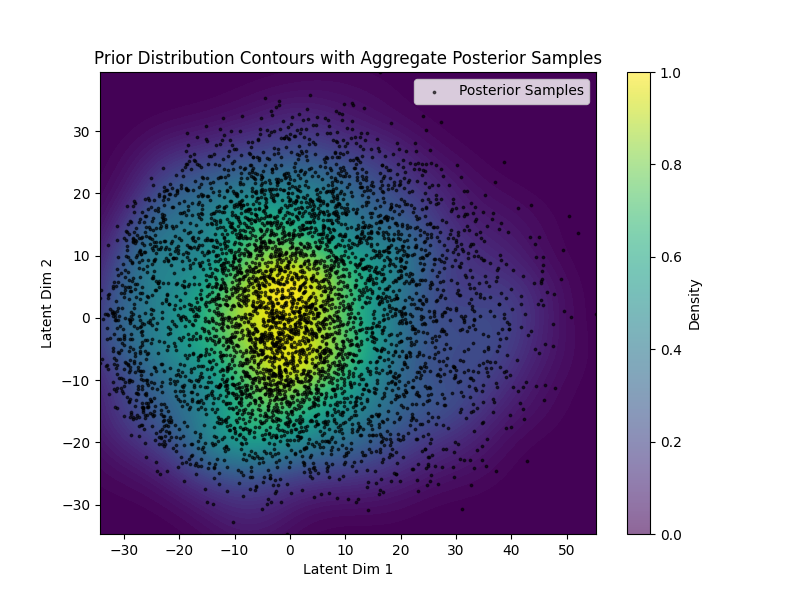 Prior Distribution Contours with Aggregate Posterior Samples
Posterior Samples
30
20
10
0
−10
−20
−30
Latent Dim 2
−30 −20 −10 0 10 20 30 40 50
Latent Dim 1
1.0
0.8
0.6
0.4
0.2
0.0
Density